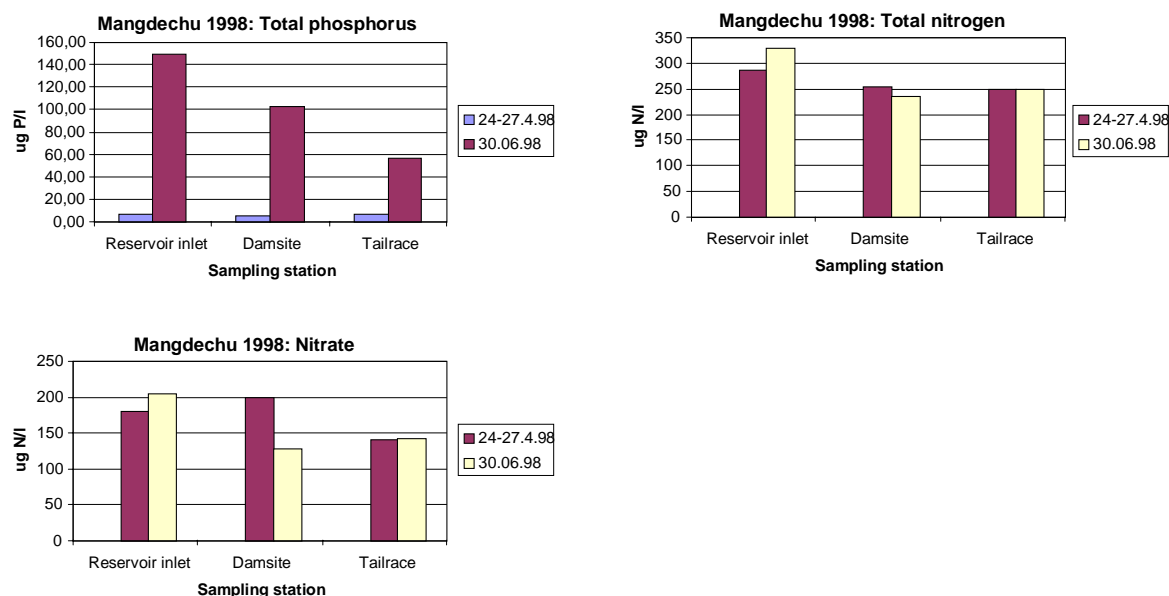 Mangdechu 1998: Total phosphorus
160,00
140,00
120,00
100,00
80,00
60,00
40,00
20,00
0,00
ug P/l
Reservoir inlet Damsite Tailrace
Sampling station
24-27.4.98
30.06.98
Mangdechu 1998: Total nitrogen
350
300
250
200
150
100
50
0
ug N/l
Reservoir inlet Damsite Tailrace
Sampling station
24-27.4.98
30.06.98
Mangdechu 1998: Nitrate
250
200
150
100
50
0
ug N/l
Reservoir inlet Damsite Tailrace
Sampling station
24-27.4.98
30.06.98